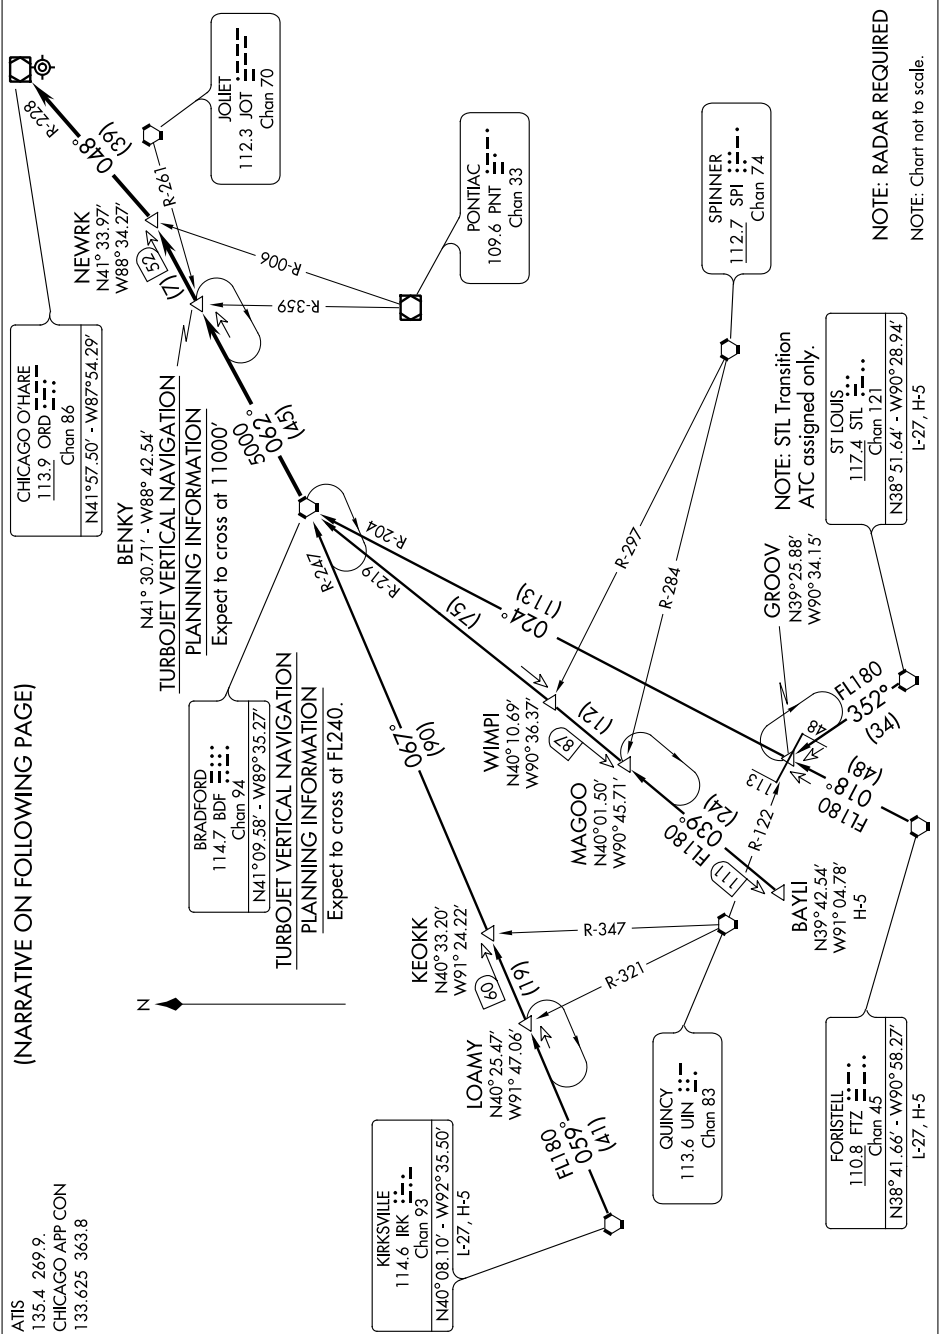 (NARRATIVE ON FOLLOWING PAGE)
ATIS
135.4 269.9.
CHICAGO APP CON
133.625 363.8
CHICAGO O'HARE
113.9 ORD
Chan 86
N41°57.50' - W87°54.29'
R-228
048°
(39)
JOLIET
112.3 JOT
Chan 70
R-261
NEWRK
N41° 33.97'
W88° 34.27'
52
(7)
R-006
R-359
PONTIAC
109.6 PNT
Chan 33
BENKY
N41° 30.71' - W88° 42.54'
TURBOJET VERTICAL NAVIGATION
PLANNING INFORMATION
Expect to cross at 11000'
5000
062°
(45)
BRADFORD
114.7 BDF
Chan 94
N41°09.58' - W89°35.27'
TURBOJET VERTICAL NAVIGATION
PLANNING INFORMATION
Expect to cross at FL240.
R-247
R-219
R-204
067°
(60)
(75)
024°
(113)
SPINNER
112.7 SPI
Chan 74
R-297
R-284
WIMPI
N40° 10.69'
W90° 36.37'
87
(12)
MAGOO
N40°01.50'
W90°45.71'
FL180
039°
(24)
111
BAYLI
N39°42.54'
W91°04.78'
H-5
KEOKK
N40° 33.20'
W91° 24.22'
60
(19)
LOAMY
N40°25.47'
W91° 47.06'
FL180
059°
(41)
N
R-347
R-321
R-122
QUINCY
113.6 UIN
Chan 83
KIRKSVILLE
114.6 IRK
Chan 93
N40°08.10' - W92°35.50'
L-27, H-5
GROOV
N39°25.88'
W90°34.15'
113
48
FL180
352°
(34)
FL180
018°
(48)
NOTE: STL Transition
ATC assigned only.
ST LOUIS
117.4 STL
Chan 121
N38°51.64' - W90°28.94'
L-27, H-5
FORISTELL
110.8 FTZ
Chan 45
N38°41.66' - W90°58.27'
L-27, H-5
NOTE: RADAR REQUIRED
NOTE: Chart not to scale.